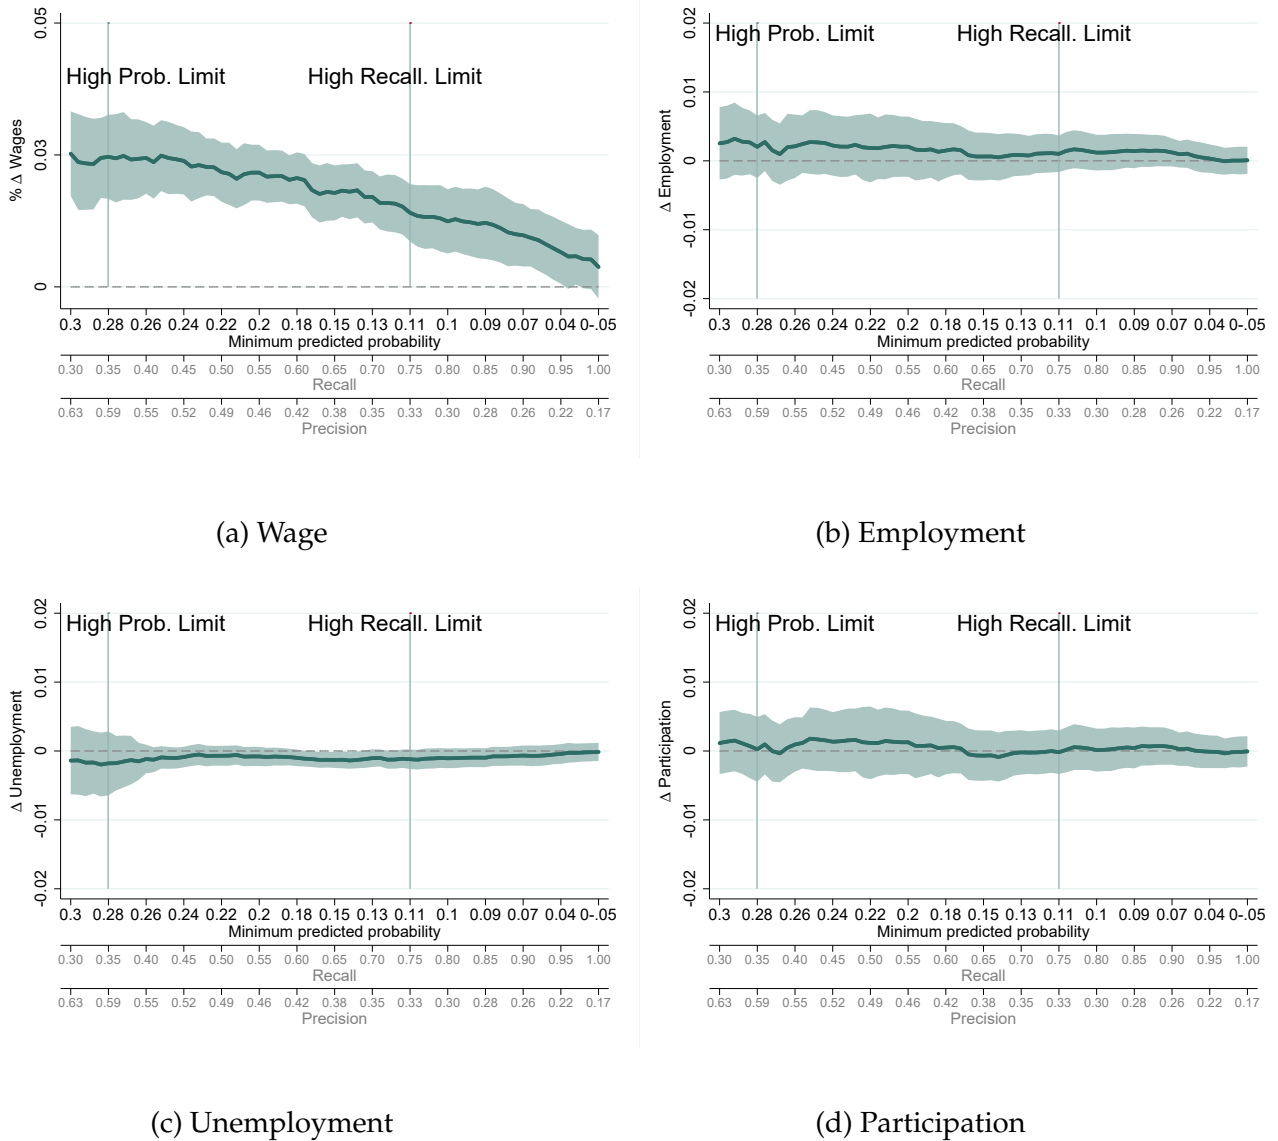 0.05
High Prob. Limit
High Recall. Limit
% Δ Wages
0.03
0
0.3 0.28 0.26 0.24 0.22 0.2 0.18 0.15 0.13 0.11 0.1 0.09 0.07 0.04 0-.05
Minimum predicted probability
0.30 0.35 0.40 0.45 0.50 0.55 0.60 0.65 0.70 0.75 0.80 0.85 0.90 0.95 1.00
Recall
0.63 0.59 0.55 0.52 0.49 0.46 0.42 0.38 0.35 0.33 0.30 0.28 0.26 0.22 0.17
Precision
(a) Wage
0.02
High Prob. Limit
High Recall. Limit
0.01
Δ Employment
0
-0.01
-0.02
0.3 0.28 0.26 0.24 0.22 0.2 0.18 0.15 0.13 0.11 0.1 0.09 0.07 0.04 0-.05
Minimum predicted probability
0.30 0.35 0.40 0.45 0.50 0.55 0.60 0.65 0.70 0.75 0.80 0.85 0.90 0.95 1.00
Recall
0.63 0.59 0.55 0.52 0.49 0.46 0.42 0.38 0.35 0.33 0.30 0.28 0.26 0.22 0.17
Precision
(b) Employment
0.02
High Prob. Limit
High Recall. Limit
0.01
Δ Unemployment
0
-0.01
-0.02
0.3 0.28 0.26 0.24 0.22 0.2 0.18 0.15 0.13 0.11 0.1 0.09 0.07 0.04 0-.05
Minimum predicted probability
0.30 0.35 0.40 0.45 0.50 0.55 0.60 0.65 0.70 0.75 0.80 0.85 0.90 0.95 1.00
Recall
0.63 0.59 0.55 0.52 0.49 0.46 0.42 0.38 0.35 0.33 0.30 0.28 0.26 0.22 0.17
Precision
(c) Unemployment
0.02
High Prob. Limit
High Recall. Limit
0.01
Δ Participation
0
-0.01
-0.02
0.3 0.28 0.26 0.24 0.22 0.2 0.18 0.15 0.13 0.11 0.1 0.09 0.07 0.04 0-.05
Minimum predicted probability
0.30 0.35 0.40 0.45 0.50 0.55 0.60 0.65 0.70 0.75 0.80 0.85 0.90 0.95 1.00
Recall
0.63 0.59 0.55 0.52 0.49 0.46 0.42 0.38 0.35 0.33 0.30 0.28 0.26 0.22 0.17
Precision
(d) Participation